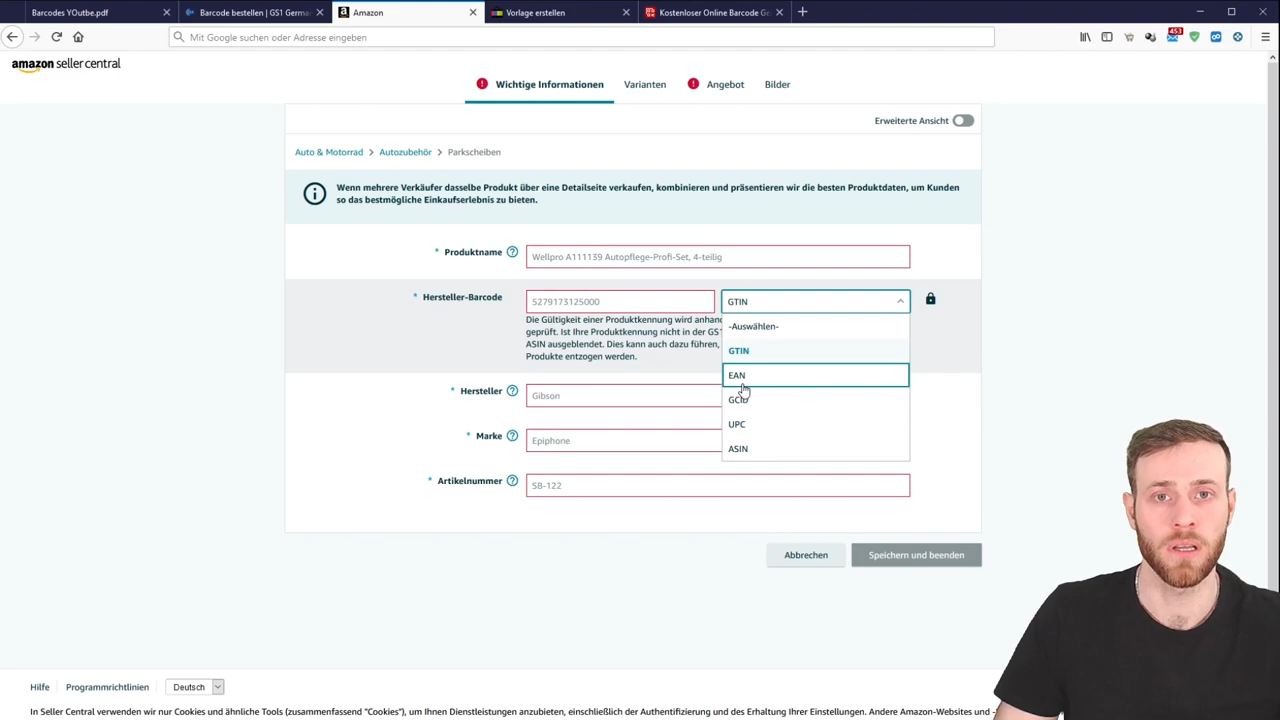 Barcodes YOutbe.pdf
Barcode bestellen | GS1 Germa
Amazon
Vorlage erstellen
Kostenloser Online Barcode Ge
Mit Google suchen oder Adresse eingeben
453
amazon seller central
Wichtige Informationen
Varianten
Angebot
Bilder
Erweiterte Ansicht
Auto & Motorrad > Autozubehör > Parkscheiben
Wenn mehrere Verkäufer dasselbe Produkt über eine Detailseite verkaufen, kombinieren und präsentieren wir die besten Produktdaten, um Kunden
so das bestmögliche Einkaufserlebnis zu bieten.
* Produktname
Wellpro A111139 Autopflege-Profi-Set, 4-teilig
* Hersteller-Barcode
5279173125000
GTIN
Die Gültigkeit einer Produktkennung wird anhand
geprüft. Ist Ihre Produktkennung nicht in der GS1
ASIN ausgeblendet. Dies kann auch dazu führen,
Produkte entzogen werden.
-Auswählen-
GTIN
EAN
GCID
UPC
ASIN
* Hersteller
Gibson
* Marke
Epiphone
* Artikelnummer
SB-122
Abbrechen
Speichern und beenden
Hilfe
Programmrichtlinien
Deutsch
In Seller Central verwenden wir nur Cookies und ähnliche Tools (zusammenfassend "Cookies"), um Ihnen Dienstleistungen anzubieten, einschließlich der Authentifizierung und des Erhaltung Ihrer Einstellungen. Andere Amazon-Websites und -